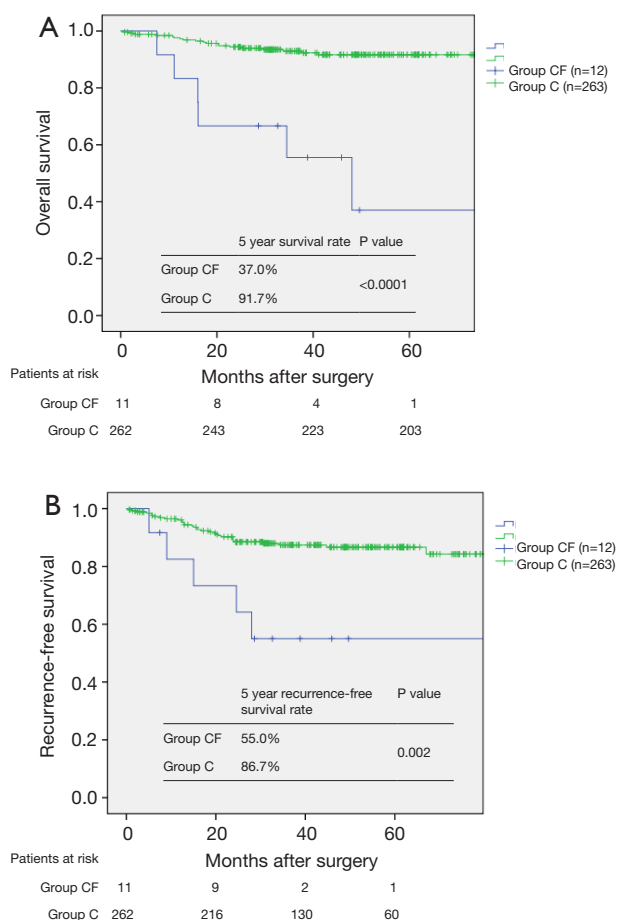 A
1.0
0.8
0.6
0.4
0.2
0.0
Overall survival
Group CF (n=12)
Group C (n=263)
5 year survival rate P value
Group CF 37.0%
<0.0001
Group C 91.7%
0 20 40 60
Months after surgery
Patients at risk
Group CF 11 8 4 1
Group C 262 243 223 203
B
1.0
0.8
0.6
0.4
0.2
0.0
Recurrence-free survival
Group CF (n=12)
Group C (n=263)
5 year recurrence-free P value
survival rate
Group CF 55.0%
0.002
Group C 86.7%
0 20 40 60
Months after surgery
Patients at risk
Group CF 11 9 2 1
Group C 262 216 130 60